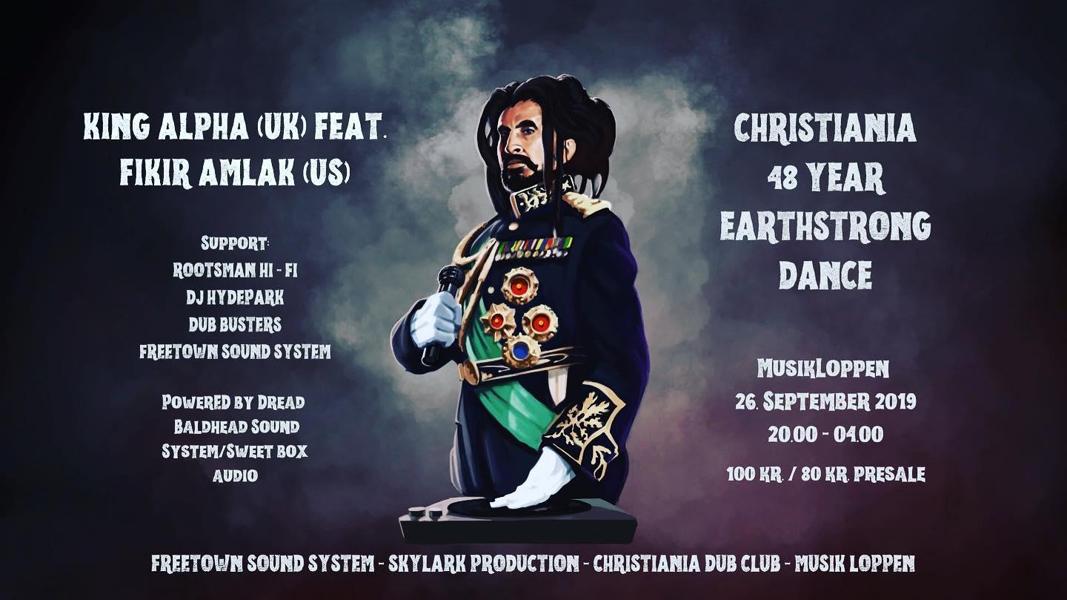 KING ALPHA (UK) FEAT.
FIKIR AMLAK (US)
SUPPORT:
ROOTSMAN HI - FI
DJ HYDEPARK
DUB BUSTERS
FREETOWN SOUND SYSTEM
POWERED BY DREAD
BALDHEAD SOUND
SYSTEM/SWEET BOX
AUDIO
CHRISTIANIA
48 YEAR
EARTHSTRONG
DANCE
MUSIKLOPPEN
26. SEPTEMBER 2019
20.00 - 04.00
100 KR. / 80 KR. PRESALE
FREETOWN SOUND SYSTEM - SKYLARK PRODUCTION - CHRISTIANIA DUB CLUB - MUSIK LOPPEN